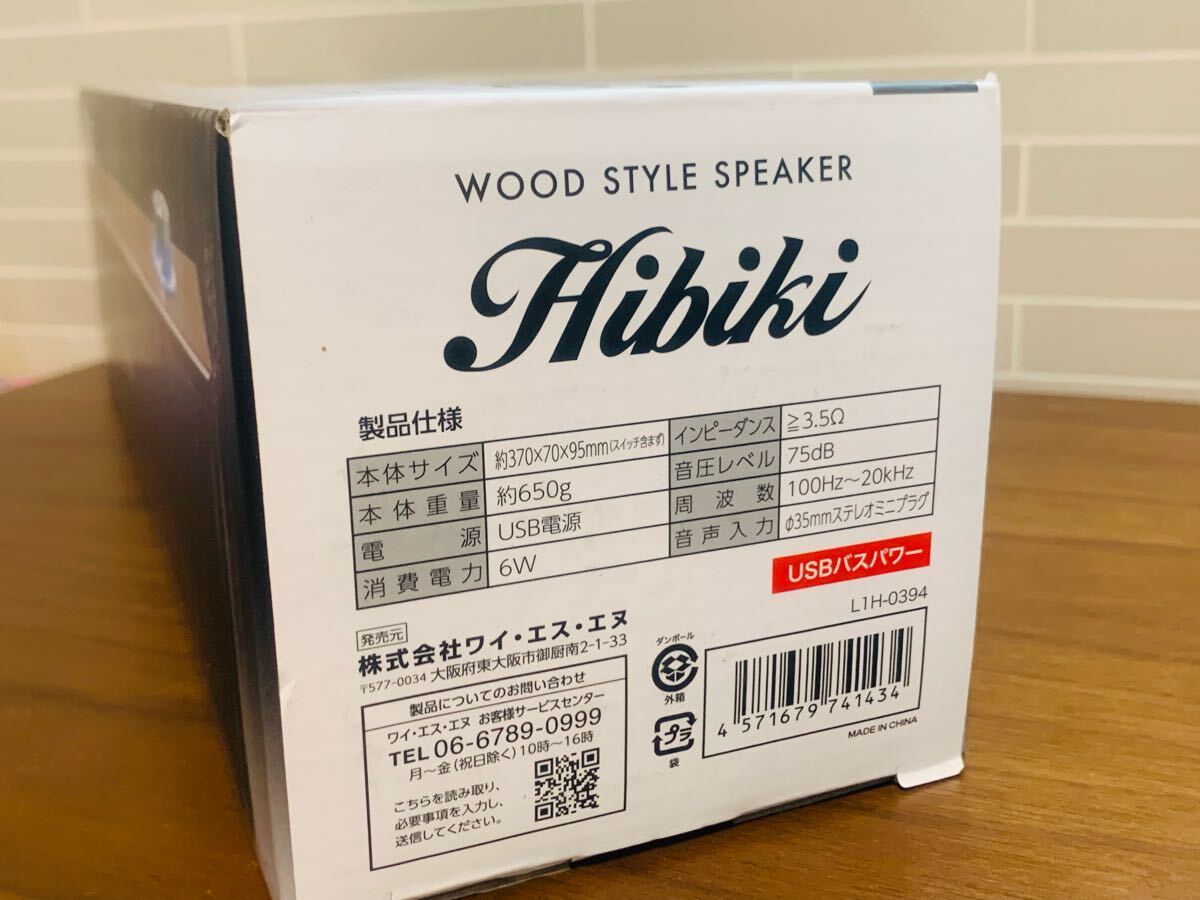 WOOD STYLE SPEAKER
Hibiki
製品仕様
本体サイズ 約370×70×95mm(スイッチ含まず)
本体重量 約650g
電源 USB電源
消費電力 6W
インピーダンス ≧3.5Ω
音圧レベル 75dB
周波数 100Hz～20kHz
音声入力 φ35mmステレオミニプラグ
USBバスパワー
L1H-0394
発売元
株式会社ワイ・エス・エヌ
〒577-0034 大阪府東大阪市御厨南2-1-33
製品についてのお問い合わせ
ワイ・エス・エヌ お客様サービスセンター
TEL 06-6789-0999
月～金(祝日除く)10時～16時
こちらを読み取り、
必要事項を入力し、
送信してください。
ダンボール
外箱
プラ
袋
4 571679 741434
MADE IN CHINA